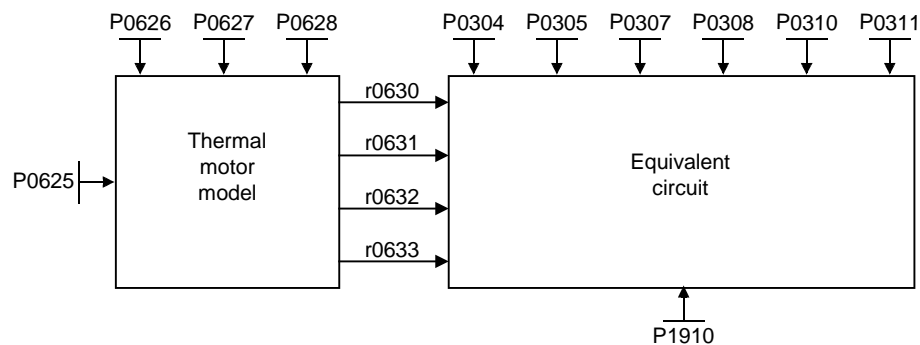 P0626 P0627 P0628 P0304 P0305 P0307 P0308 P0310 P0311
r0630
Thermal
motor
model
r0631
Equivalent
circuit
P0625
r0632
r0633
P1910